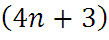 (4n + 3)